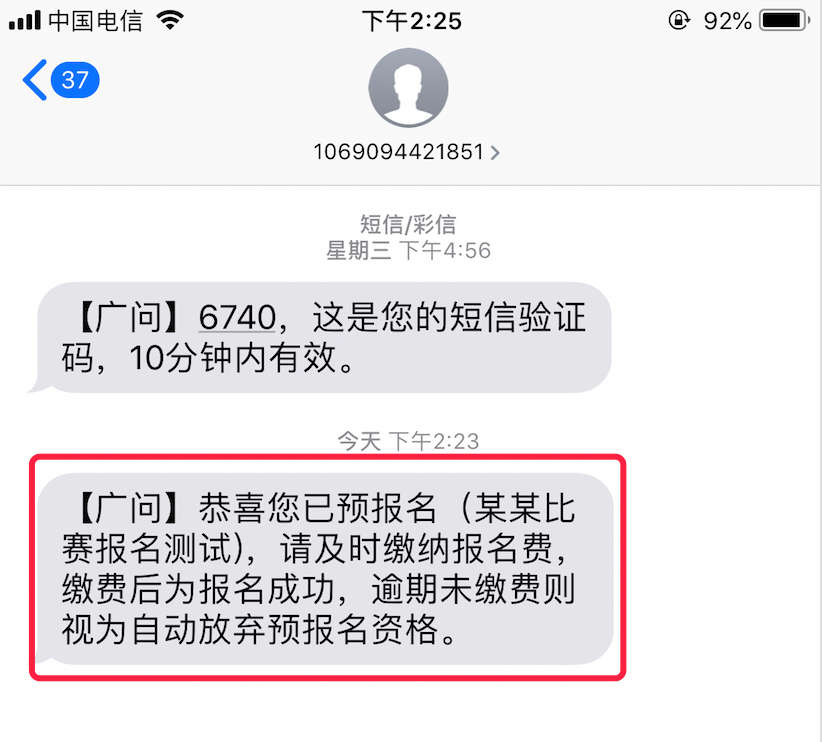 中国电信 下午2:25 92%
37
1069094421851
短信/彩信
星期三 下午4:56
【广问】6740，这是您的短信验证
码，10分钟内有效。
今天 下午2:23
【广问】恭喜您已预报名（某某比
赛报名测试)，请及时缴纳报名费，
缴费后为报名成功，逾期未缴费则
视为自动放弃预报名资格。